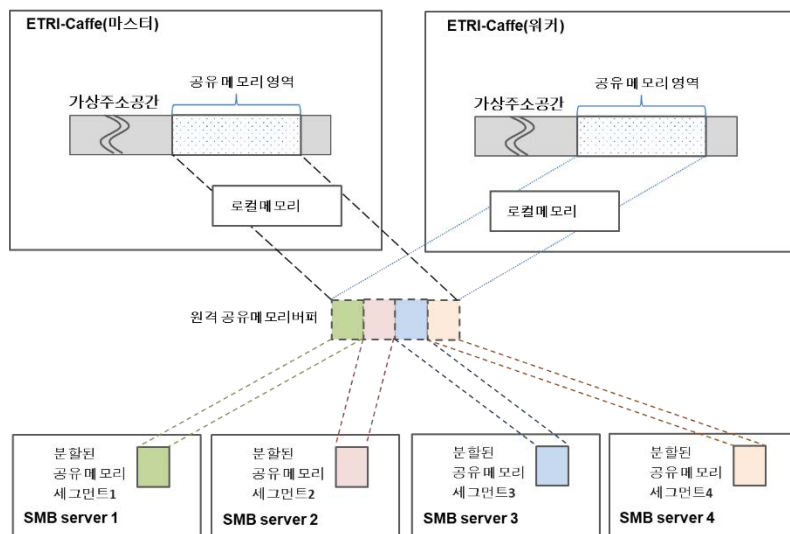 ETRI-Caffe(마스터)
공유메모리영역
가상주소공간
로컬메모리
ETRI-Caffe(워커)
공유메모리영역
가상주소공간
로컬메모리
원격 공유메모리버퍼
분할된
공유메모리
세그먼트1
SMB server 1
분할된
공유메모리
세그먼트2
SMB server 2
분할된
공유메모리
세그먼트3
SMB server 3
분할된
공유메모리
세그먼트4
SMB server 4